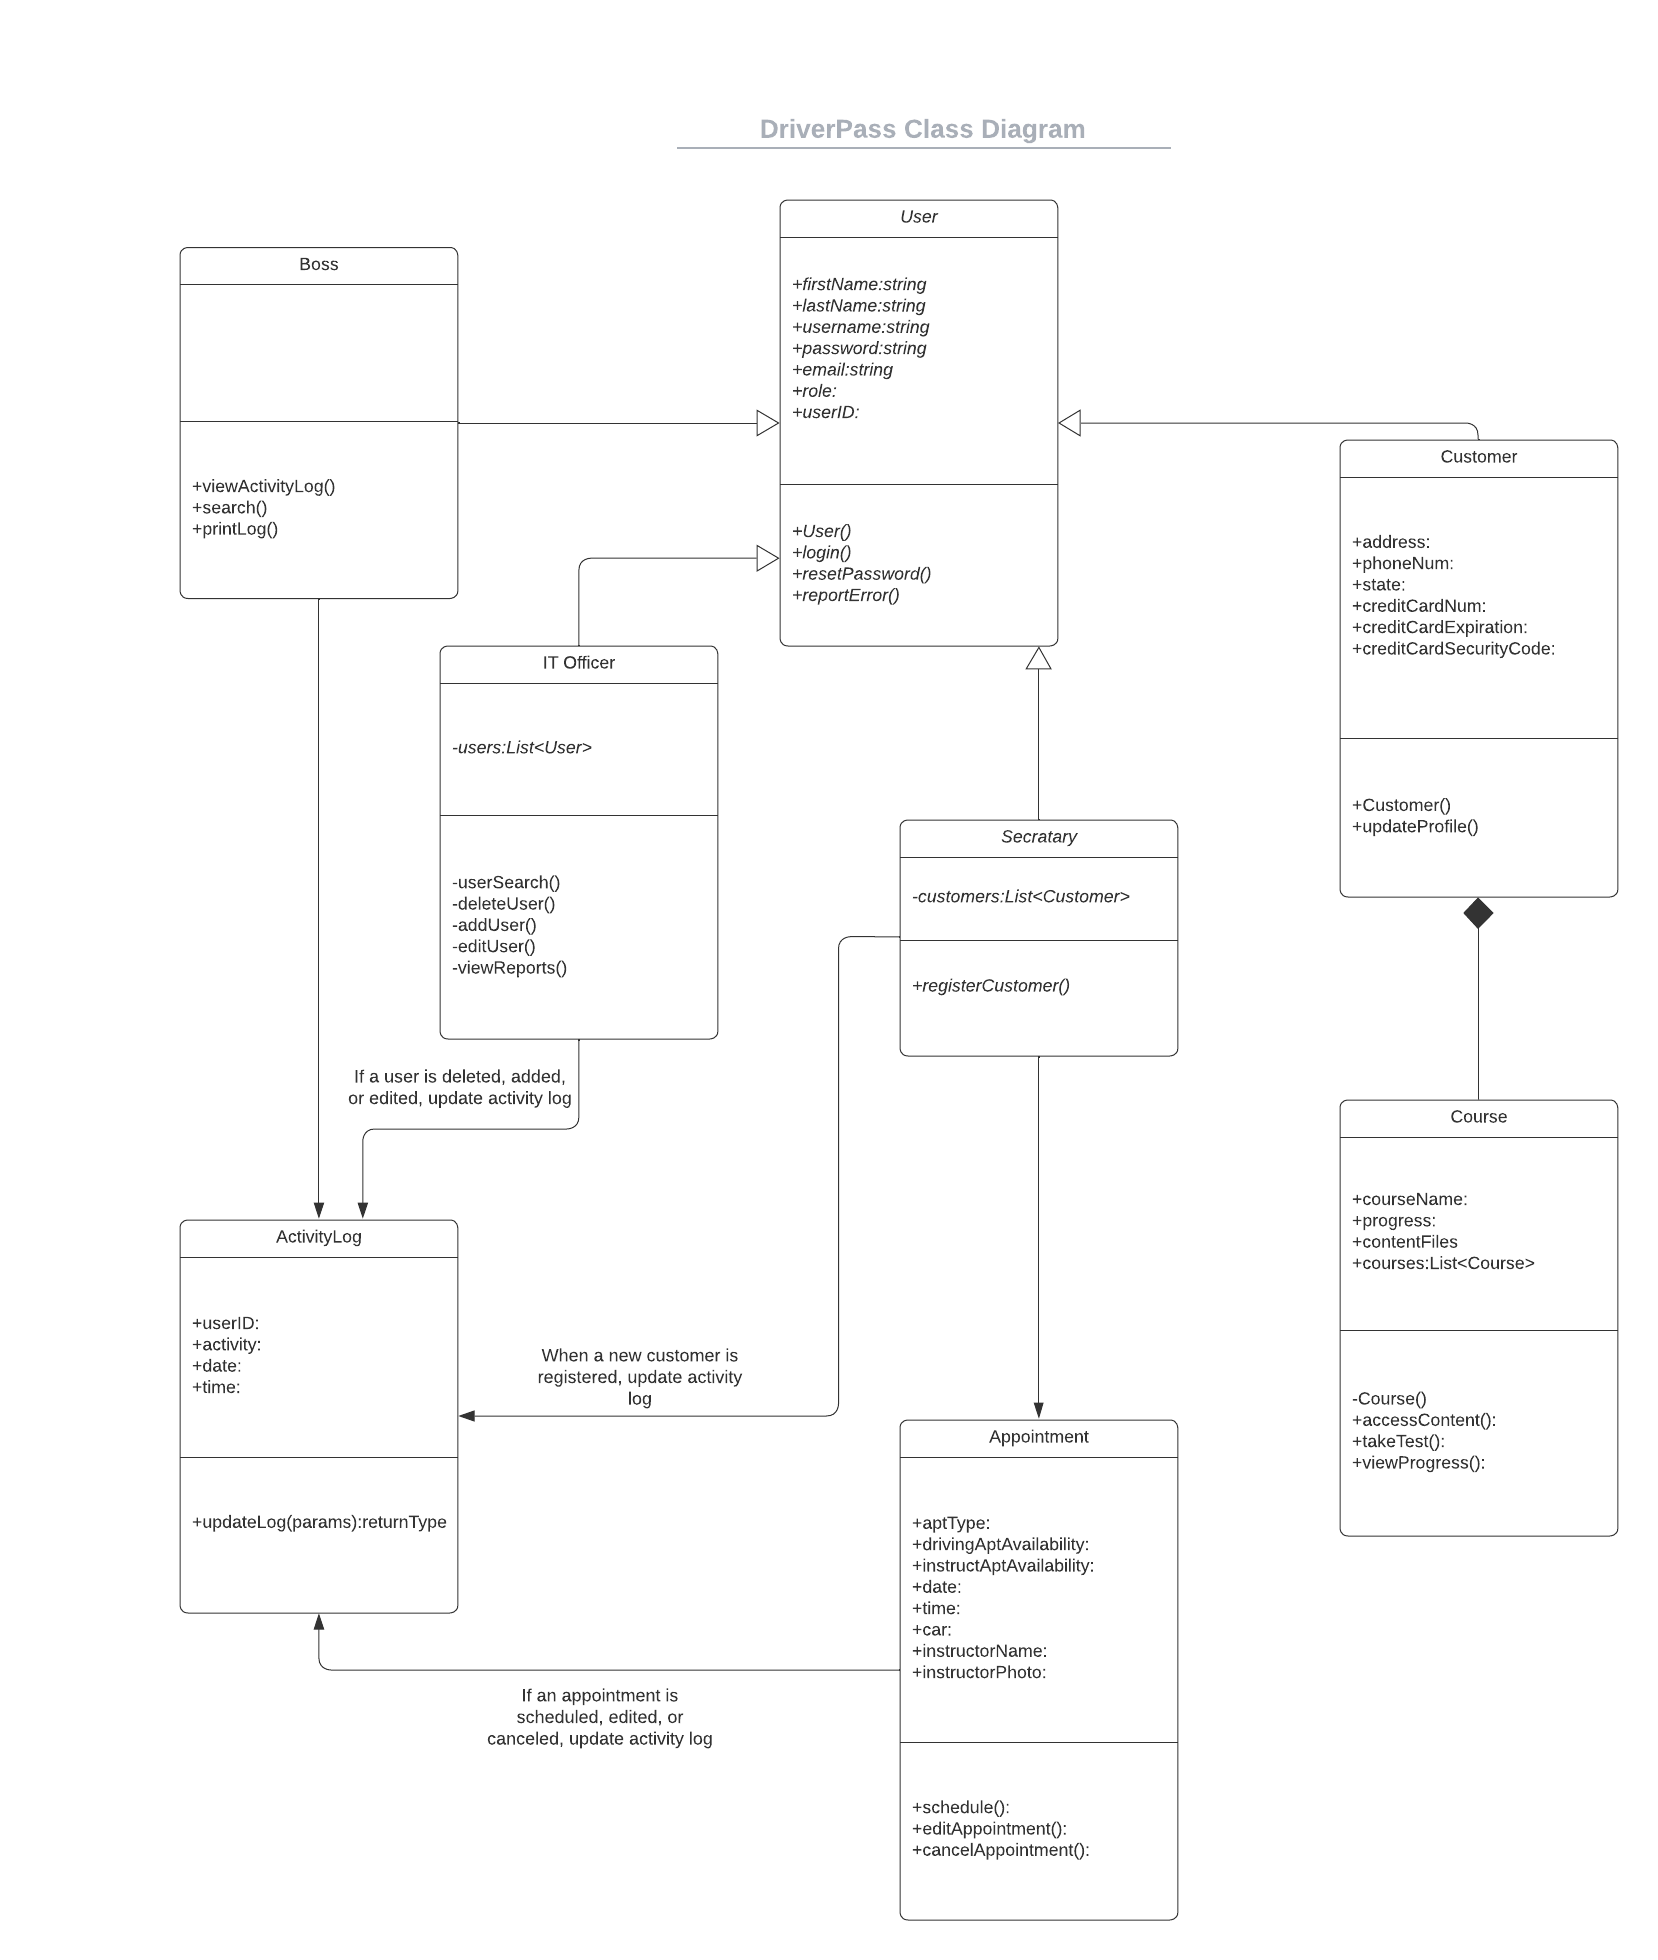 DriverPass Class Diagram
User
+firstName:string
+lastName:string
+username:string
+password:string
+email:string
+role:
+userID:
+User()
+login()
+resetPassword()
+reportError()
Boss
+viewActivityLog()
+search()
+printLog()
Customer
+address:
+phoneNum:
+state:
+creditCardNum:
+creditCardExpiration:
+creditCardSecurityCode:
+Customer()
+updateProfile()
IT Officer
-users:List<User>
-userSearch()
-deleteUser()
-addUser()
-editUser()
-viewReports()
Secratary
-customers:List<Customer>
+registerCustomer()
If a user is deleted, added,
or edited, update activity log
Course
+courseName:
+progress:
+contentFiles
+courses:List<Course>
-Course()
+accessContent():
+takeTest():
+viewProgress():
ActivityLog
+userID:
+activity:
+date:
+time:
+updateLog(params):returnType
When a new customer is
registered, update activity
log
Appointment
+aptType:
+drivingAptAvailability:
+instructAptAvailability:
+date:
+time:
+car:
+instructorName:
+instructorPhoto:
+schedule():
+editAppointment():
+cancelAppointment():
If an appointment is
scheduled, edited, or
canceled, update activity log